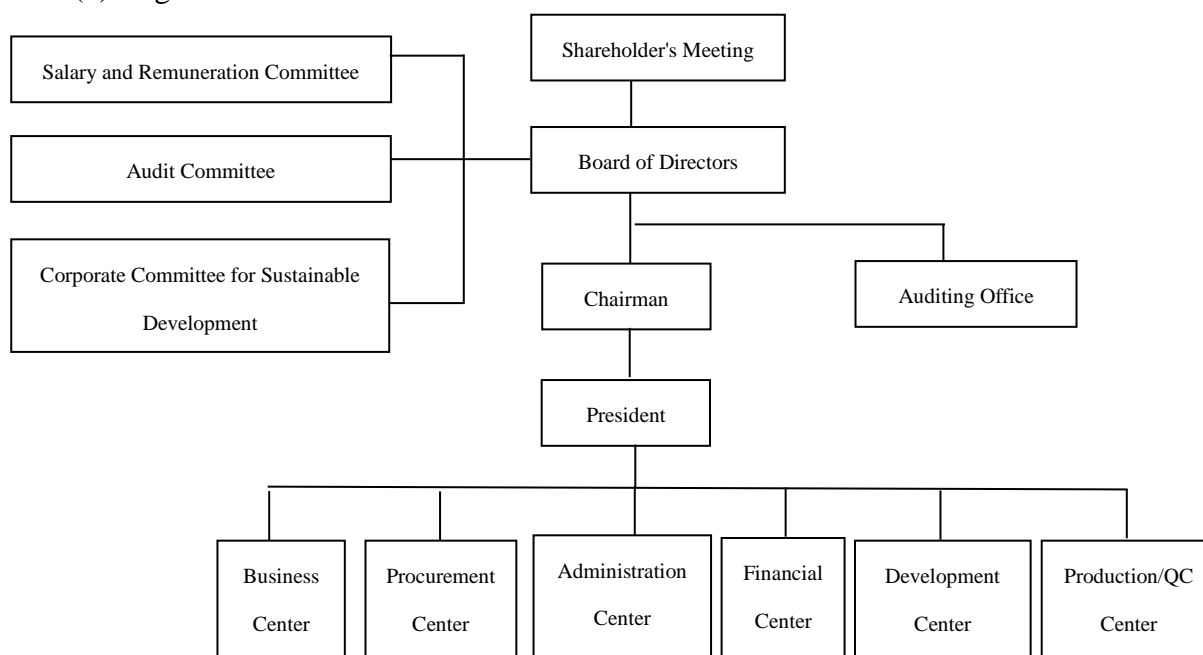 Shareholder's Meeting
Salary and Remuneration Committee
Board of Directors
Audit Committee
Corporate Committee for Sustainable
Development
Chairman
Auditing Office
President
Business
Center
Procurement
Center
Administration
Center
Financial
Center
Development
Center
Production/QC
Center